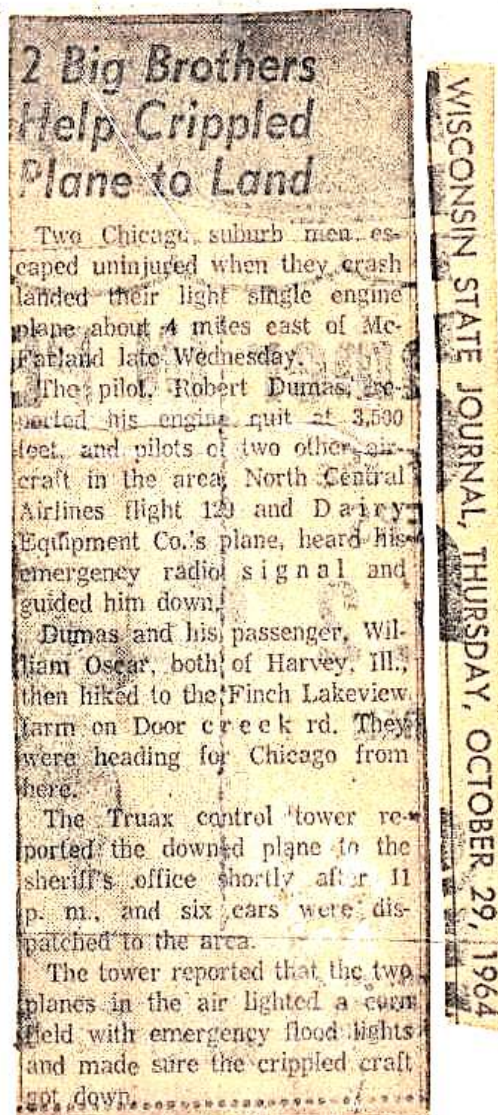 2 Big Brothers
Help Crippled
Plane to Land
Two Chicago suburb men es-
caped uninjured when they crash
landed their light single engine
plane about 4 miles east of Mc-
Farland late Wednesday.
The pilot, Robert Dumas, re-
ported his engine quit at 3,500
feet, and pilots of two other air-
craft in the area, North Central
Airlines flight and Dairy
Equipment Co.'s plane, heard his
emergency radio signal and
guided him down.
Dumas and his passenger, Wil-
liam Oscar, both of Harvey, Ill.,
then hiked to the Finch Lakeview
farm on Door creek rd. They
were heading for Chicago from
here.
The Truax control tower re-
ported the downed plane to the
sheriff's office shortly after 11
p. m., and six cars were dis-
patched to the area.
The tower reported that the two
planes in the air lighted a corn
field with emergency flood lights
and made sure the crippled craft
got down.
WISCONSIN STATE JOURNAL, THURSDAY, OCTOBER 29, 1964